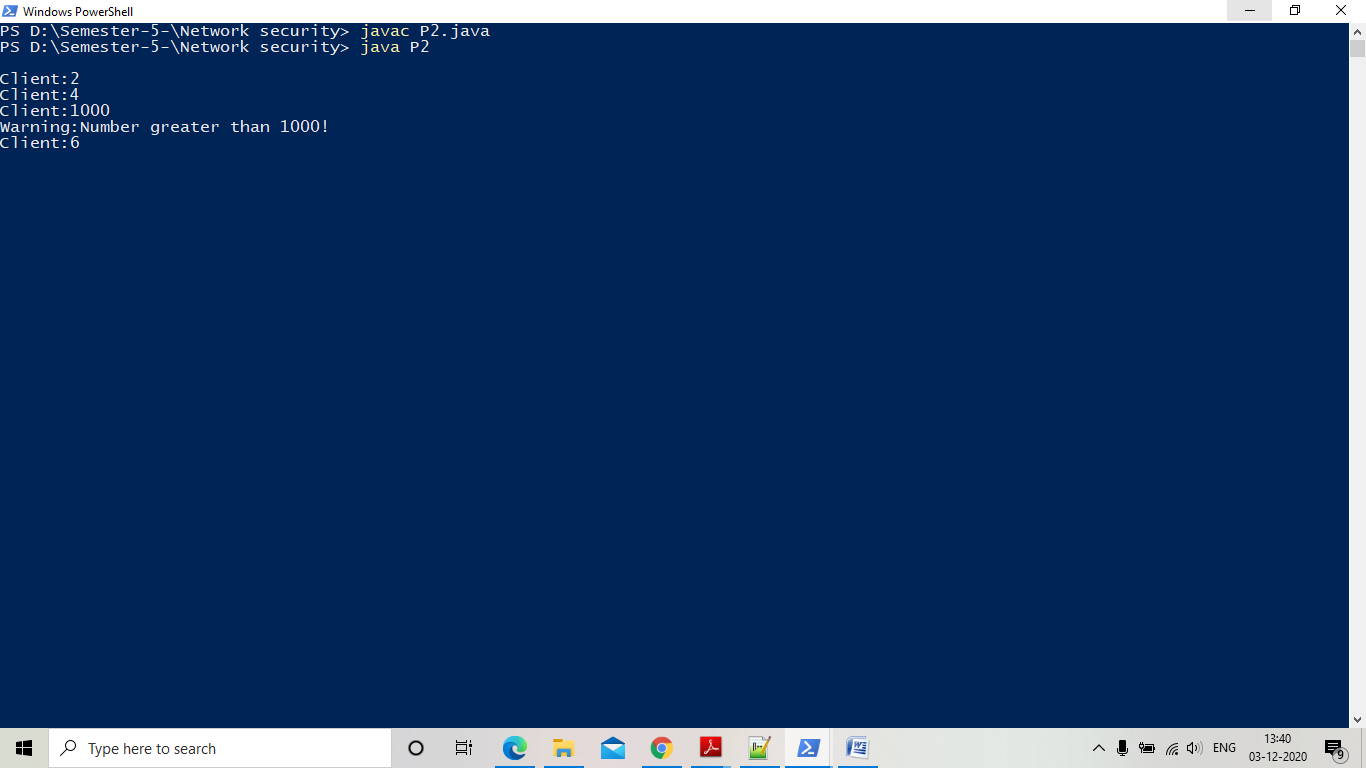 Windows PowerShell
PS D:\Semester-5-\Network security> javac P2.java
PS D:\Semester-5-\Network security> java P2
Client:2
Client:4
Client:1000
Warning:Number greater than 1000!
Client:6
Type here to search
ENG
13:40
03-12-2020
9